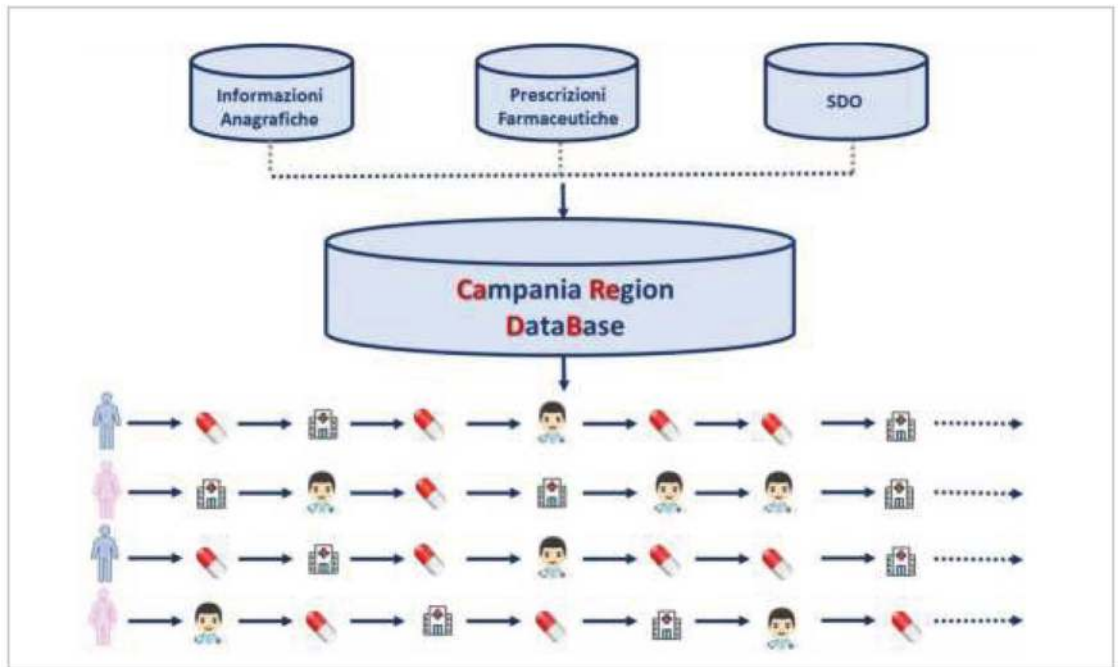 Informazioni
Anagrafiche
Prescrizioni
Farmaceutiche
SDO
Campania Region
DataBase